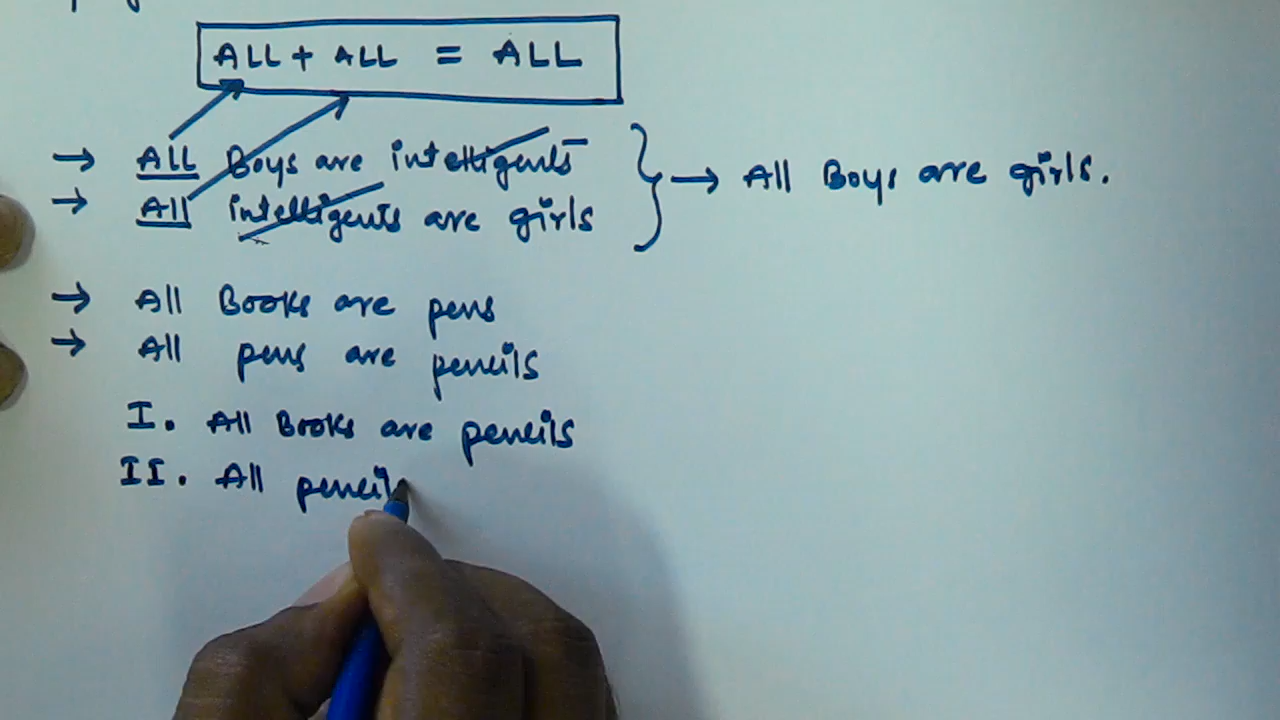 ALL + ALL = ALL
→ ALL Boys are intelligents
→ All intelligents are girls
→ All Boys are girls.
→ All Books are pens
→ All pens are pencils
I. All Books are pencils
II. All pencils